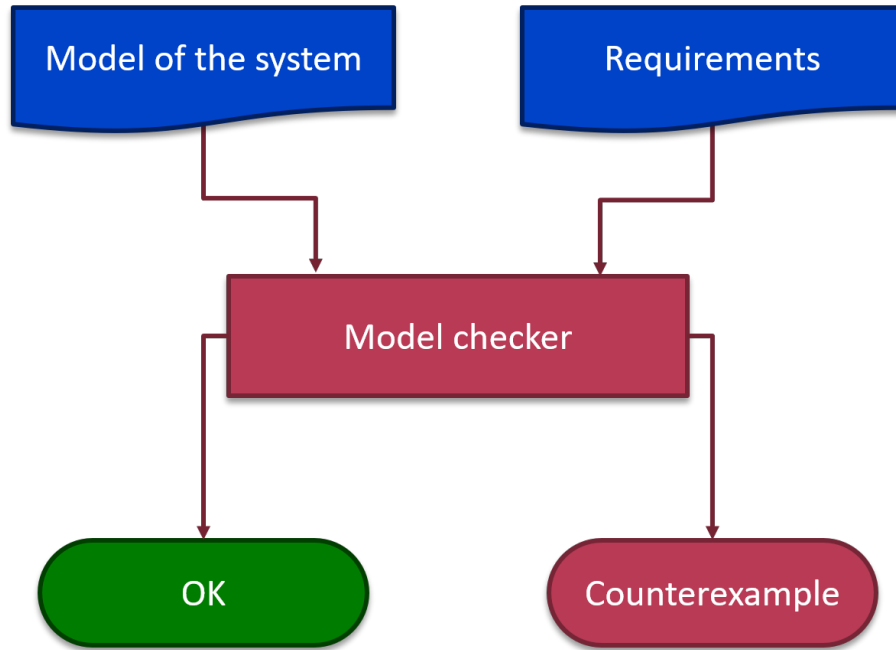 Model of the system
Requirements
Model checker
OK
Counterexample